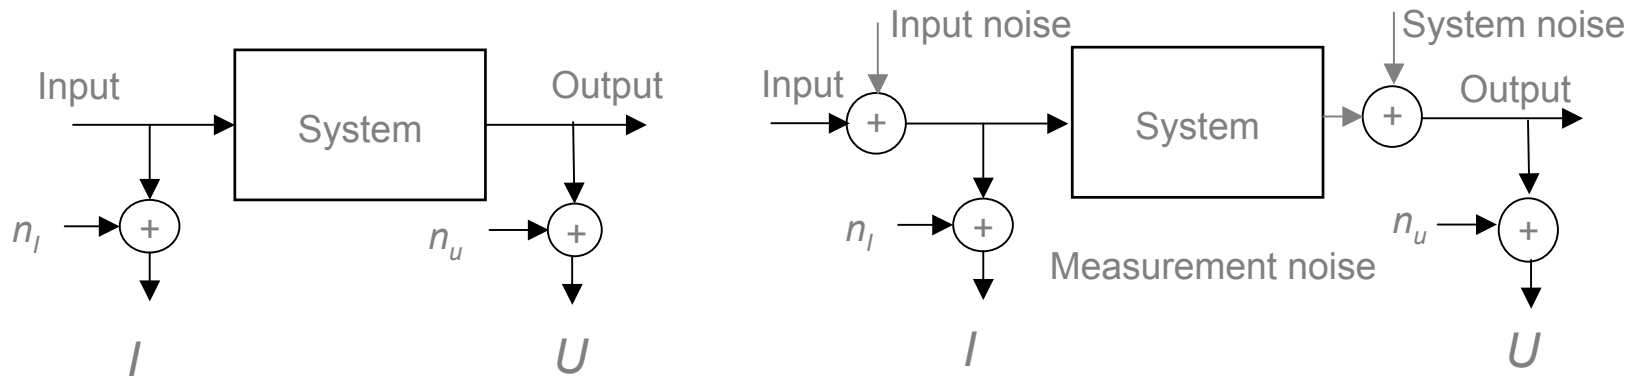 Input
System
Output
+
n_I
+
n_u
I
U
Input noise
System noise
Input
+
System
+
Output
+
n_I
+
n_u
Measurement noise
I
U